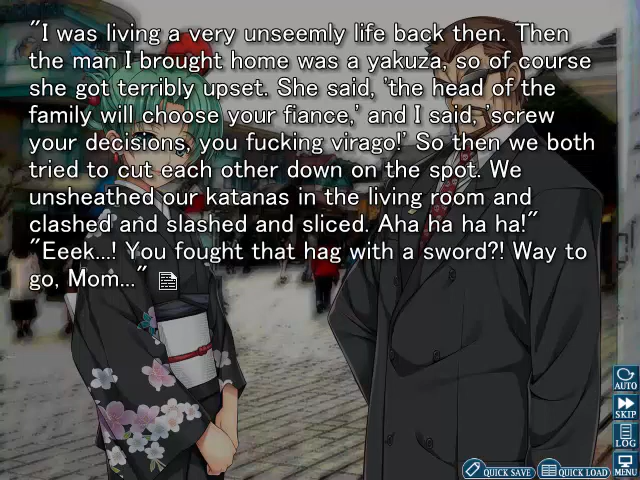 "I was living a very unseemly life back then. Then
the man I brought home was a yakuza, so of course
she got terribly upset. She said, 'the head of the
family will choose your fiance,' and I said, 'screw
your decisions, you fucking virago!' So then we both
tried to cut each other down on the spot. We
unsheathed our katanas in the living room and
clashed and slashed and sliced. Aha ha ha ha!"
"Eeek...! You fought that hag with a sword?! Way to
go, Mom..."
AUTO
SKIP
LOG
QUICK SAVE
QUICK LOAD
MENU